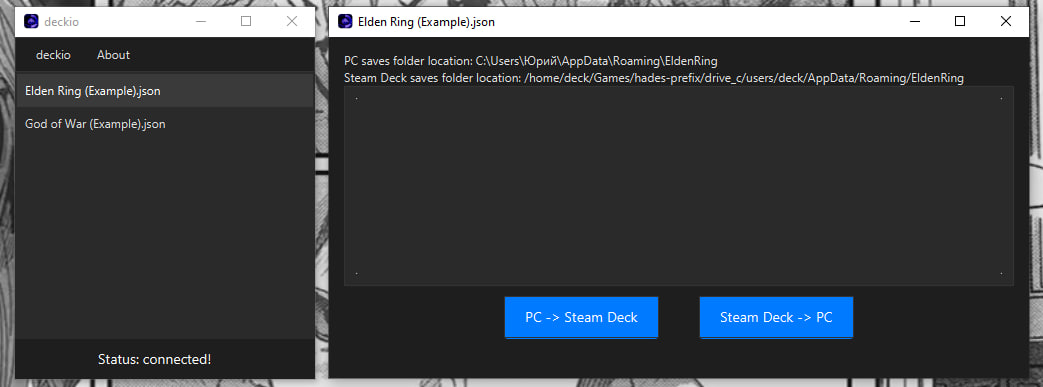 deckio
deckio About
Elden Ring (Example).json
God of War (Example).json
Status: connected!
Elden Ring (Example).json
PC saves folder location: C:\Users\Юрий\AppData\Roaming\EldenRing
Steam Deck saves folder location: /home/deck/Games/hades-prefix/drive_c/users/deck/AppData/Roaming/EldenRing
PC -> Steam Deck
Steam Deck -> PC